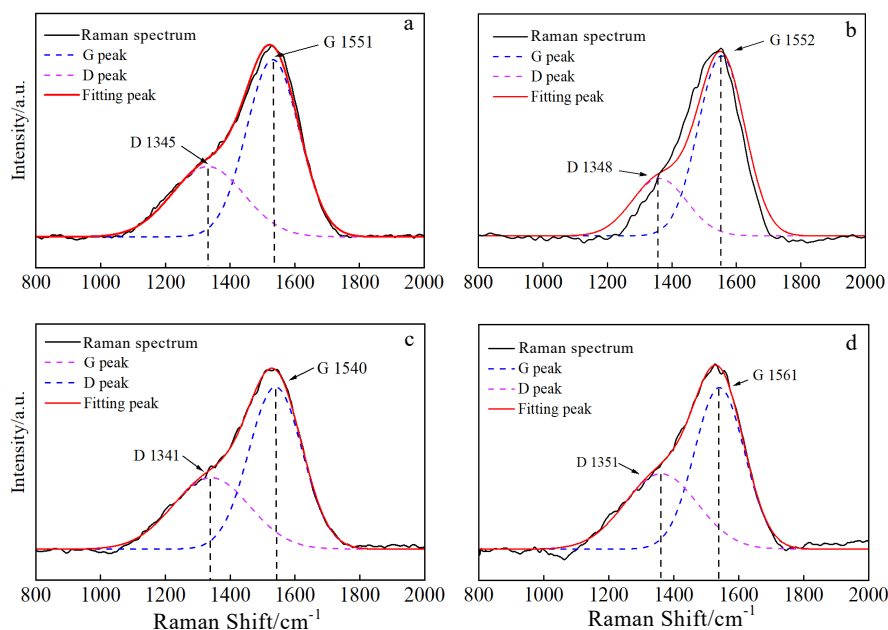 a
Raman spectrum
G peak
D peak
Fitting peak
G 1551
D 1345
Intensity/a.u.
800 1000 1200 1400 1600 1800 2000
b
Raman spectrum
G peak
D peak
Fitting peak
G 1552
D 1348
800 1000 1200 1400 1600 1800 2000
c
Raman spectrum
G peak
D peak
Fitting peak
G 1540
D 1341
Intensity/a.u.
800 1000 1200 1400 1600 1800 2000
Raman Shift/cm⁻¹
d
Raman spectrum
G peak
D peak
Fitting peak
G 1561
D 1351
800 1000 1200 1400 1600 1800 2000
Raman Shift/cm⁻¹